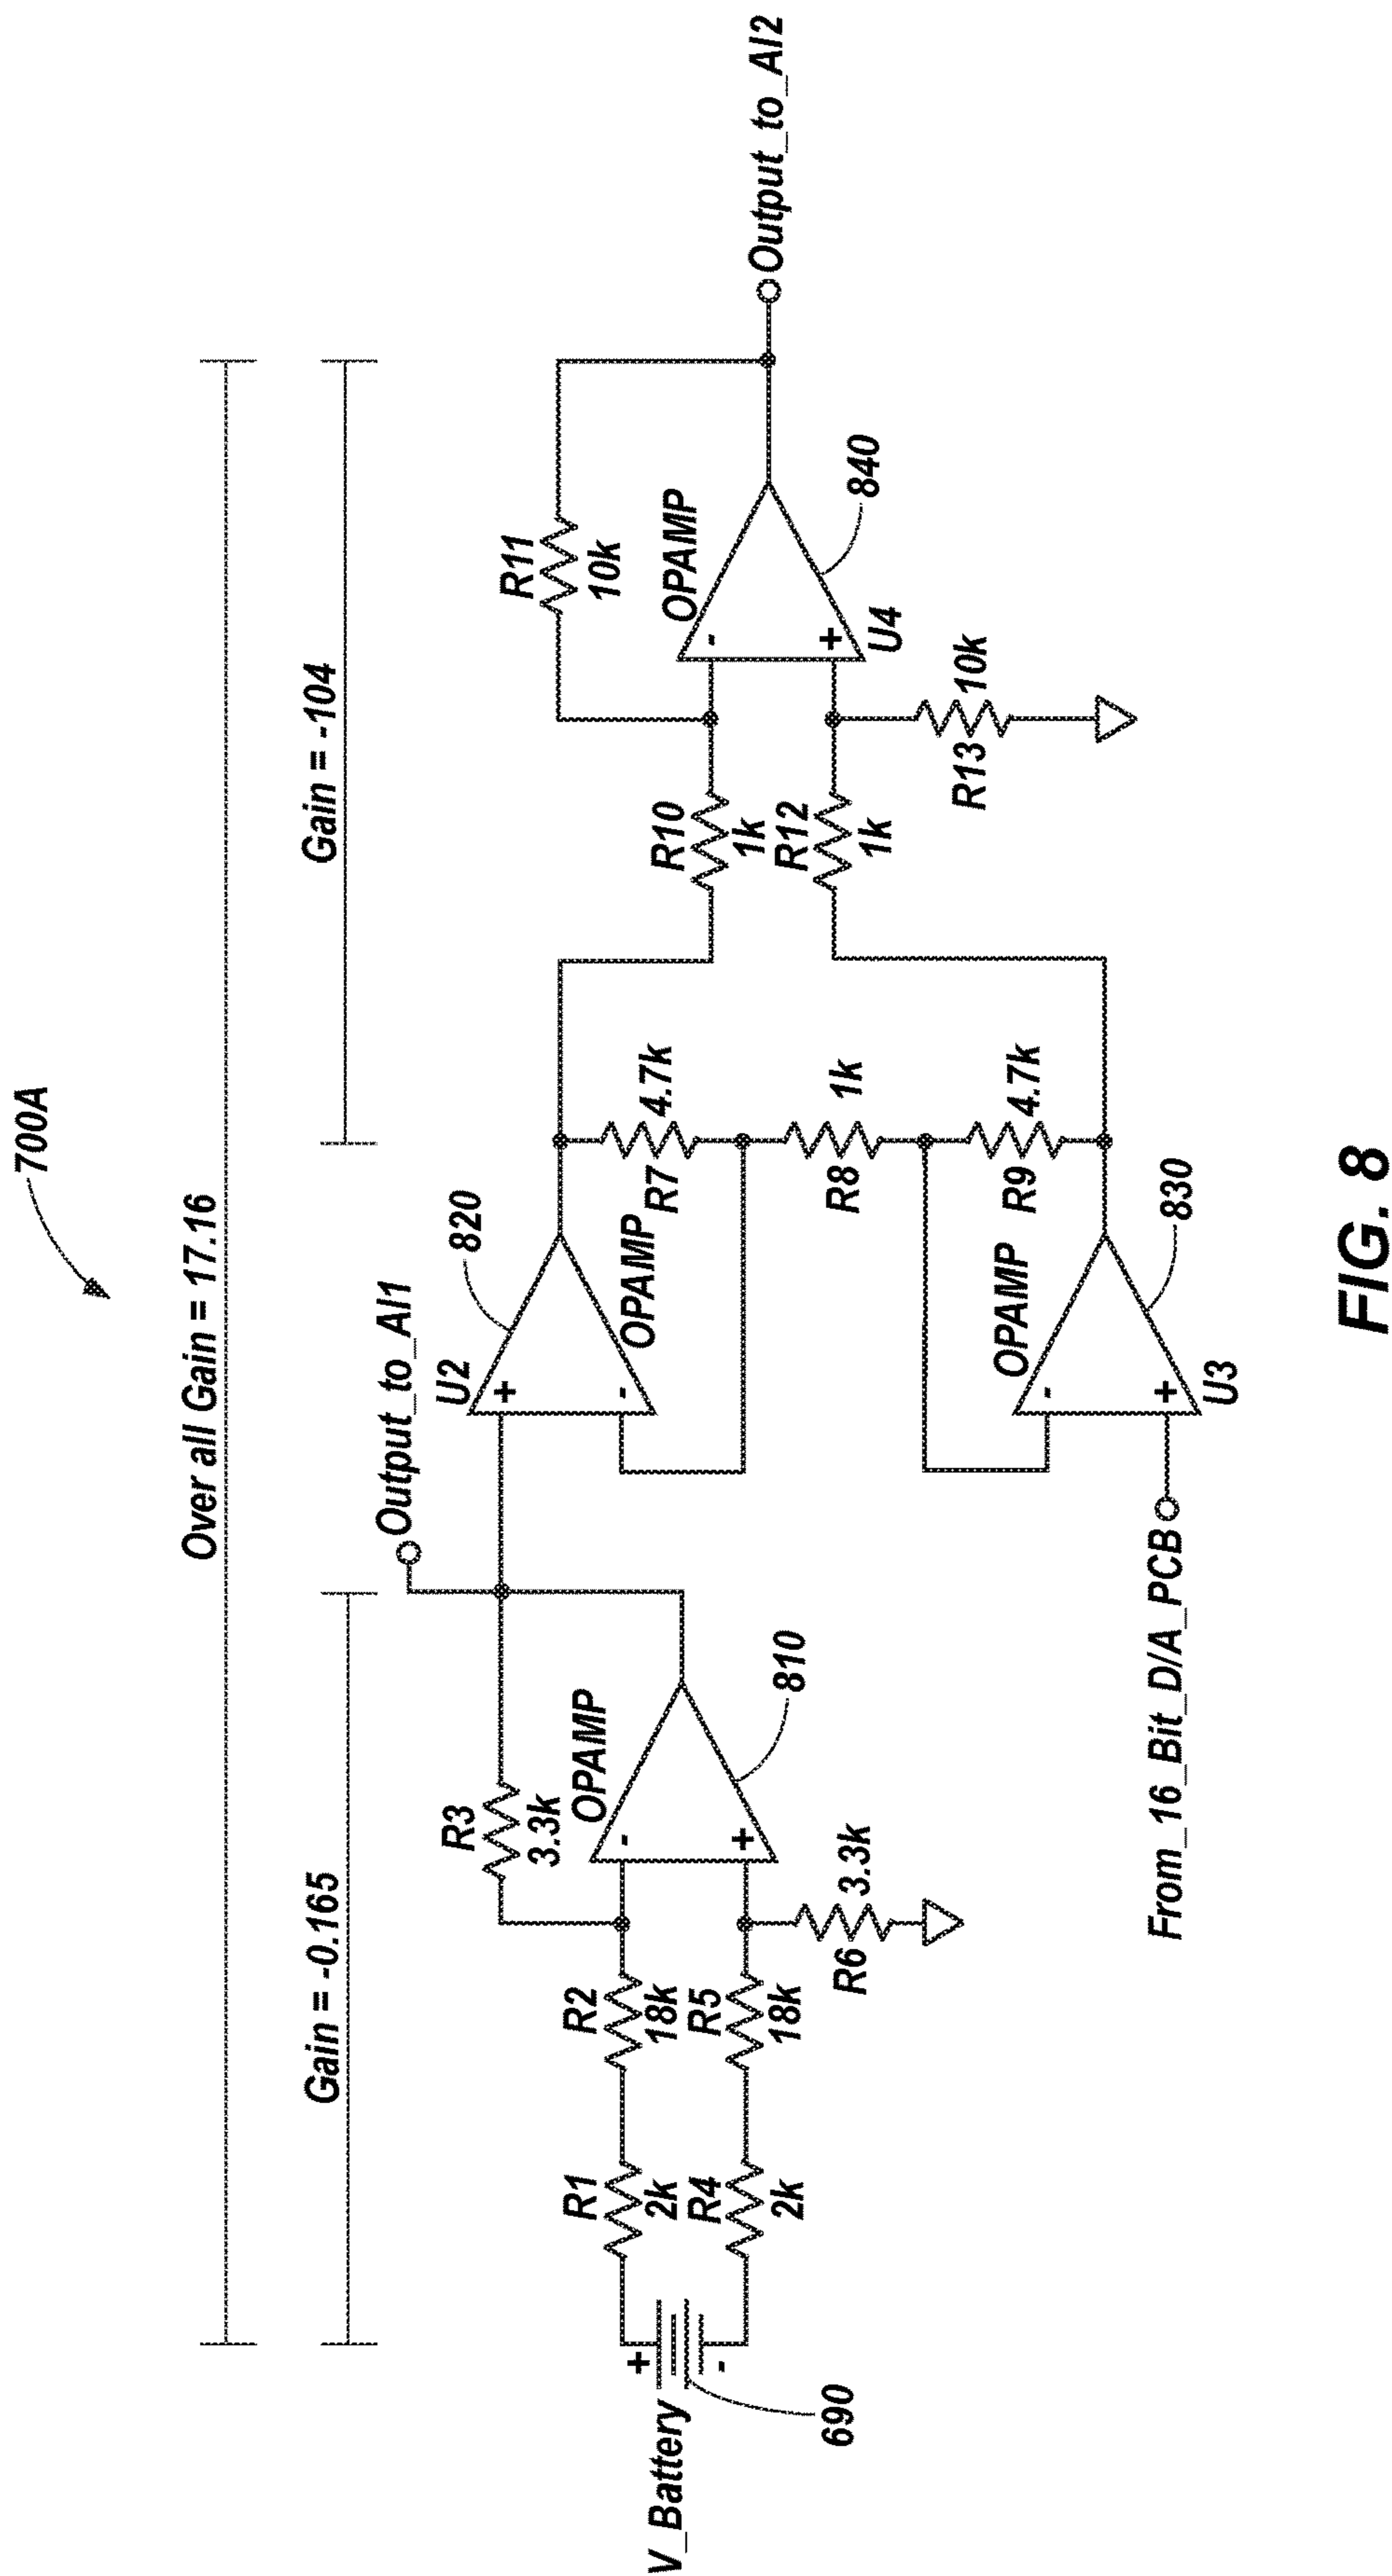 700A
Over all Gain = 17.16
Gain = -0.165
Gain = -104
V_Battery
+
-
690
R1
2k
R2
18k
R4
2k
R5
18k
R3
3.3k
R6
3.3k
OPAMP
-
+
810
Output_to_AI1
U2
+
-
OPAMP
820
R7
4.7k
R8
1k
R9
4.7k
OPAMP
-
+
U3
830
From_16_Bit_D/A_PCB
R10
1k
R12
1k
R11
10k
R13
10k
OPAMP
-
+
U4
840
Output_to_AI2
FIG. 8